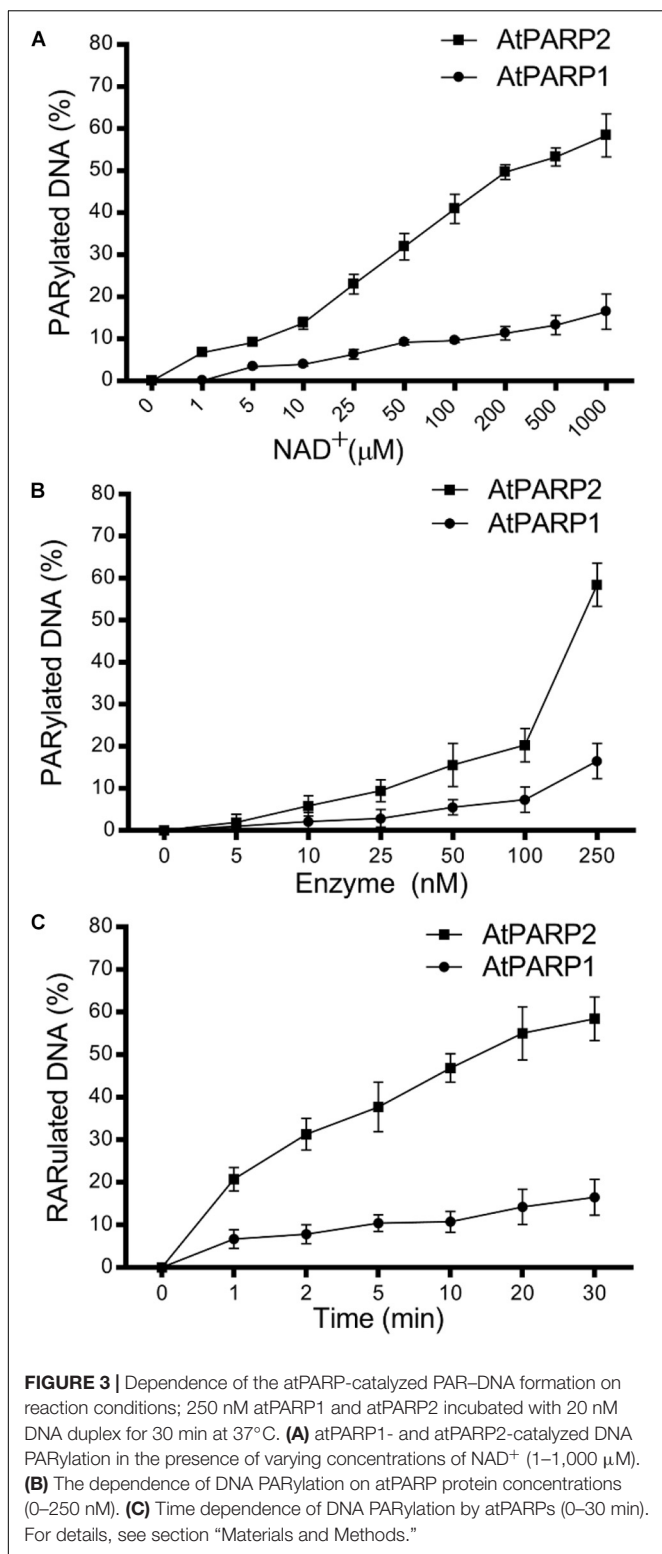 A
AtPARP2
AtPARP1
PARylated DNA (%)
80
70
60
50
40
30
20
10
0
0 1 5 10 25 50 100 200 500 1000
NAD+(μM)
B
AtPARP2
AtPARP1
PARylated DNA (%)
80
70
60
50
40
30
20
10
0
0 5 10 25 50 100 250
Enzyme (nM)
C
AtPARP2
AtPARP1
RARulated DNA (%)
80
70
60
50
40
30
20
10
0
0 1 2 5 10 20 30
Time (min)
FIGURE 3 | Dependence of the atPARP-catalyzed PAR–DNA formation on
reaction conditions; 250 nM atPARP1 and atPARP2 incubated with 20 nM
DNA duplex for 30 min at 37°C. (A) atPARP1- and atPARP2-catalyzed DNA
PARylation in the presence of varying concentrations of NAD+ (1–1,000 μM).
(B) The dependence of DNA PARylation on atPARP protein concentrations
(0–250 nM). (C) Time dependence of DNA PARylation by atPARPs (0–30 min).
For details, see section “Materials and Methods.”